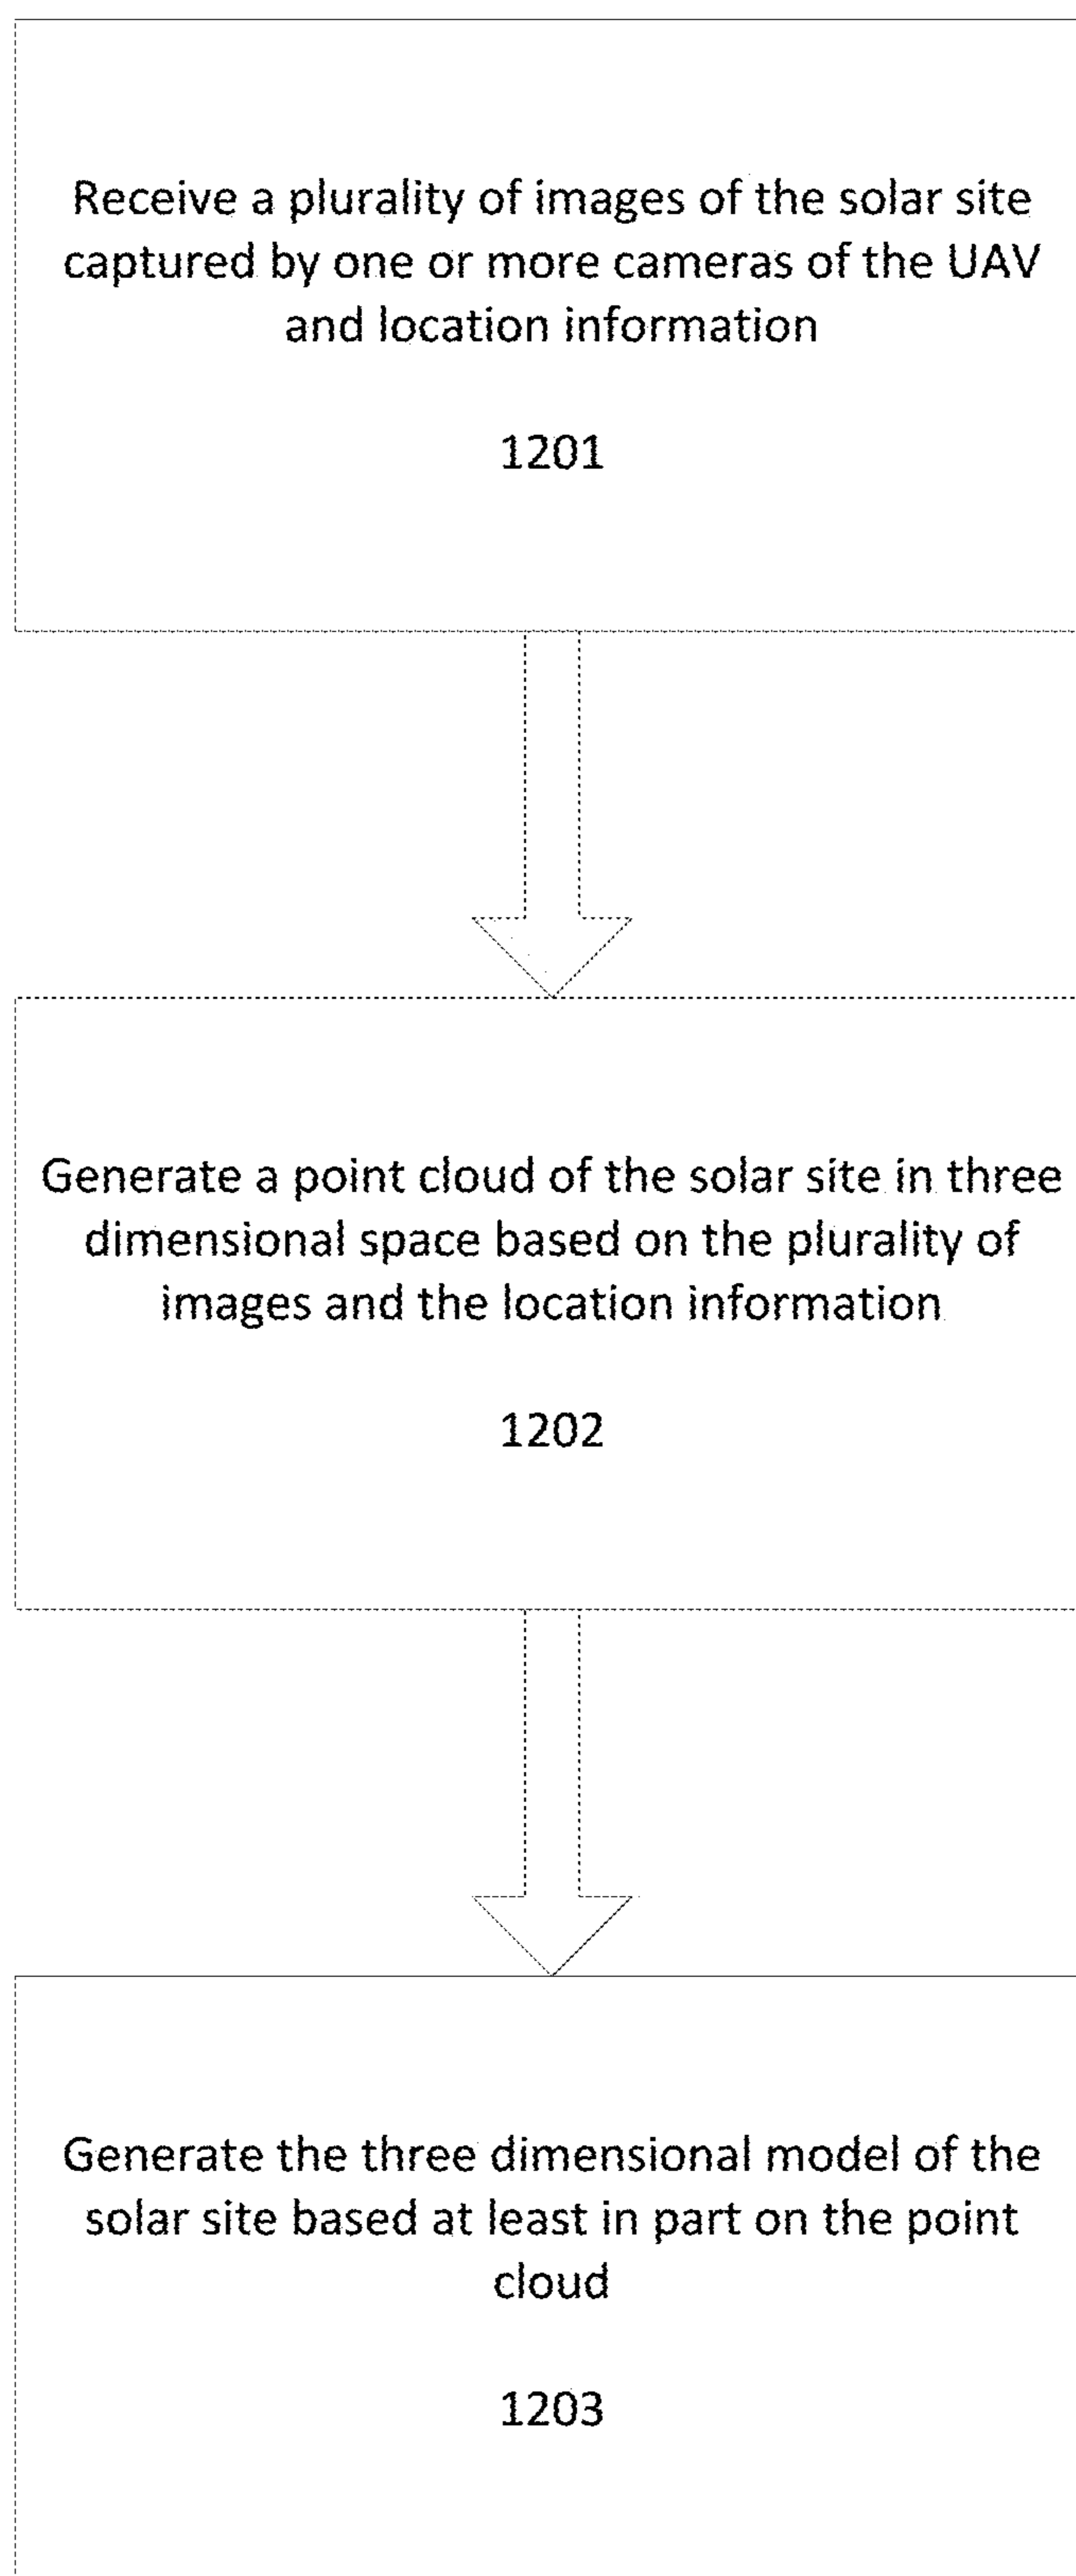 Receive a plurality of images of the solar site
captured by one or more cameras of the UAV
and location information
1201
Generate a point cloud of the solar site in three
dimensional space based on the plurality of
images and the location information
1202
Generate the three dimensional model of the
solar site based at least in part on the point
cloud
1203